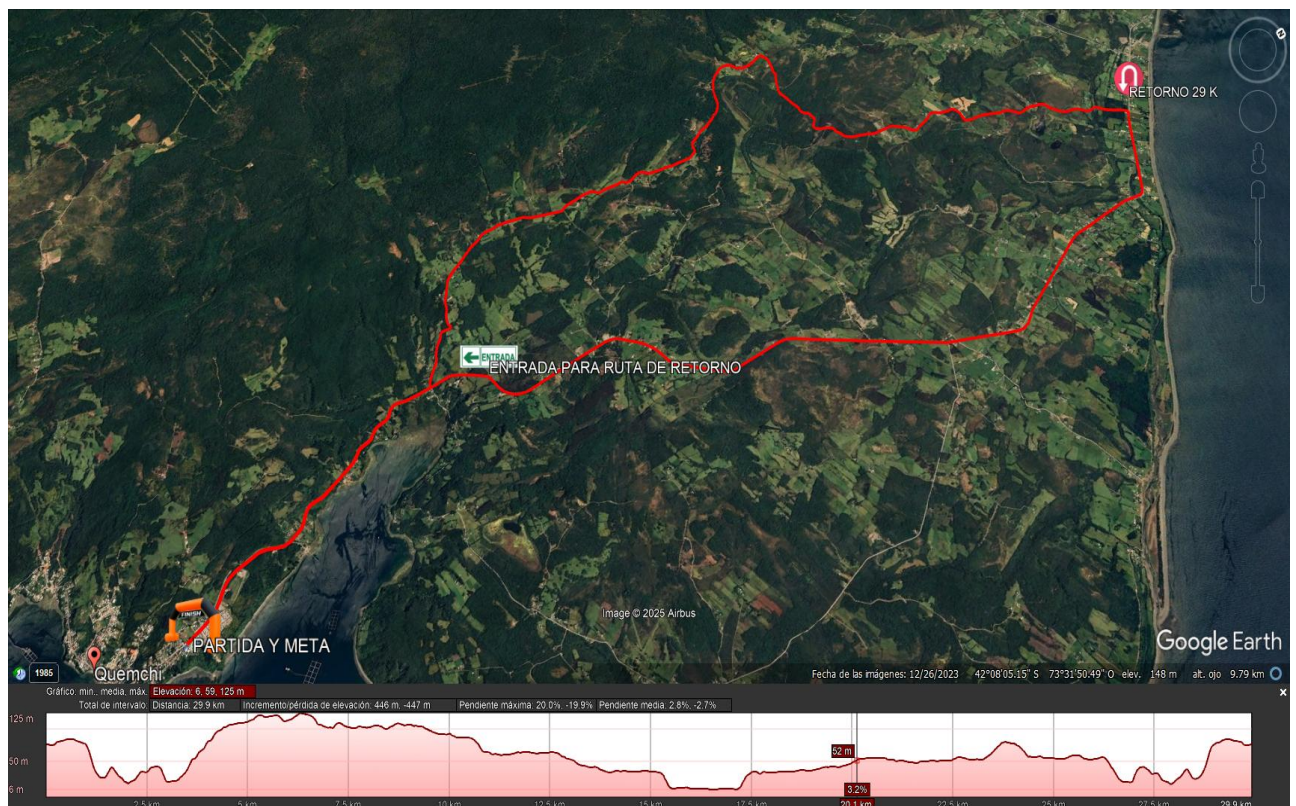 RETORNO 29 K
ENTRADA
ENTRADA PARA RUTA DE RETORNO
FINISH
PARTIDA Y META
Quemchi
Image © 2025 Airbus
Google Earth
1985
Fecha de las imágenes: 12/26/2023 42°08'05.15" S 73°31'50.49" O elev. 148 m alt. ojo 9.79 km
Gráfico: min., media, máx. Elevación: 6, 59, 125 m
Total de intervalo: Distancia: 29.9 km Incremento/pérdida de elevación: 446 m, -447 m Pendiente máxima: 20.0%, -19.9% Pendiente media: 2.8%, -2.7%
125 m
50 m
6 m
52 m
3.2%
2.5 km 5 km 7.5 km 10 km 12.5 km 15 km 17.5 km 20.1 km 22.5 km 25 km 27.5 km 29.9 km